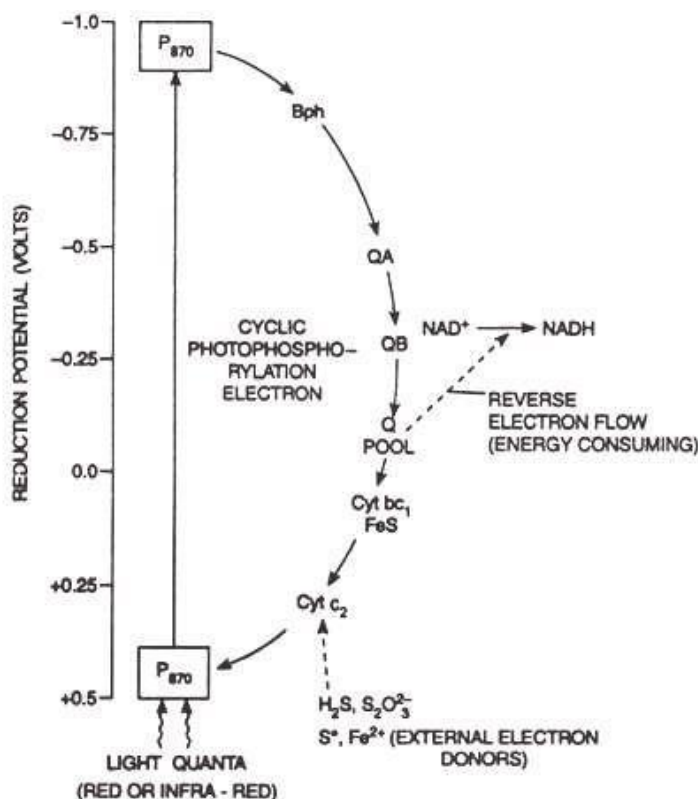 REDUCTION POTENTIAL (VOLTS)
−1.0
−0.75
−0.5
−0.25
0.0
+0.25
+0.5
P870
Bph
QA
QB
NAD⁺
NADH
CYCLIC
PHOTOPHOSPHO−
RYLATION
ELECTRON
REVERSE
ELECTRON FLOW
(ENERGY CONSUMING)
Q
POOL
Cyt bc₁
FeS
Cyt c₂
P870
H₂S, S₂O₃²⁻
S°, Fe²⁺ (EXTERNAL ELECTRON
DONORS)
LIGHT QUANTA
(RED OR INFRA - RED)